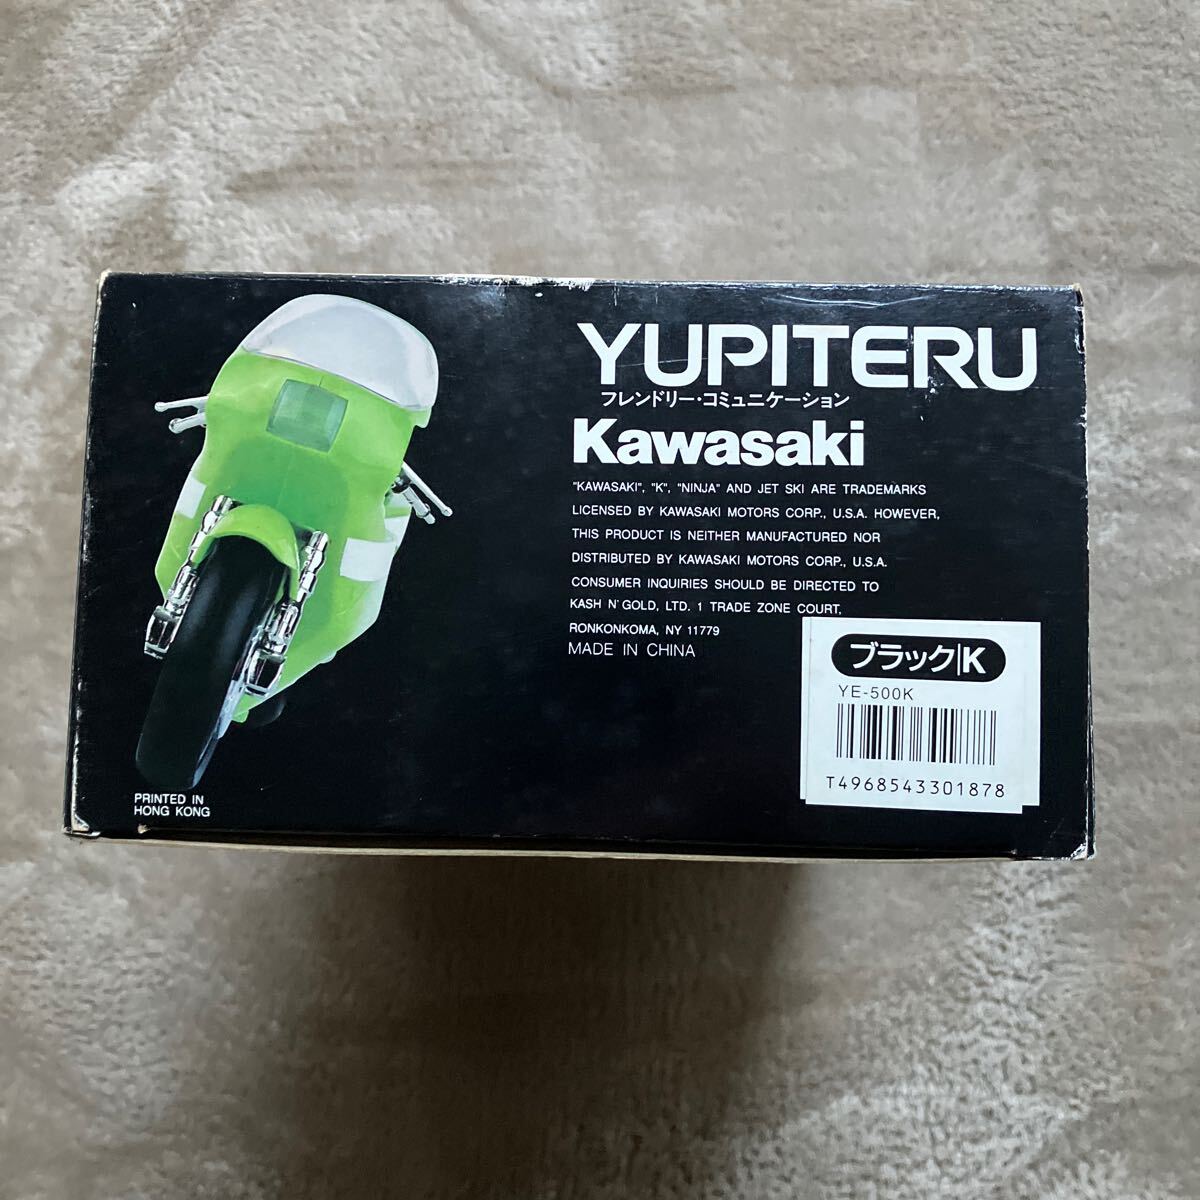 YUPITERU
フレンドリー・コミュニケーション
Kawasaki
"KAWASAKI", "K", "NINJA" AND JET SKI ARE TRADEMARKS
LICENSED BY KAWASAKI MOTORS CORP., U.S.A. HOWEVER,
THIS PRODUCT IS NEITHER MANUFACTURED NOR
DISTRIBUTED BY KAWASAKI MOTORS CORP., U.S.A.
CONSUMER INQUIRIES SHOULD BE DIRECTED TO
KASH N' GOLD, LTD. 1 TRADE ZONE COURT,
RONKONKOMA, NY 11779
MADE IN CHINA
ブラック|K
YE-500K
T4968543301878
PRINTED IN
HONG KONG